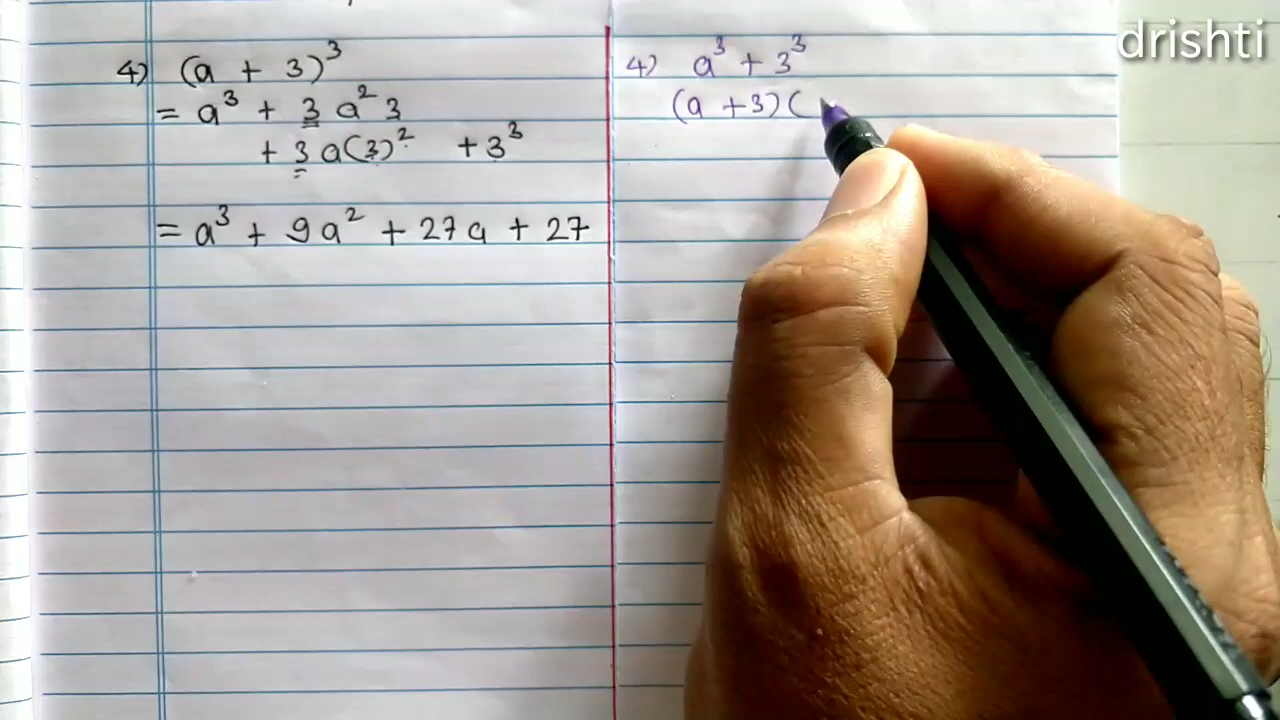 drishti
4) (a + 3)³
= a³ + 3 a² 3
+ 3 a(3)² + 3³
= a³ + 9a² + 27a + 27
4) a³ + 3³
(a + 3) (